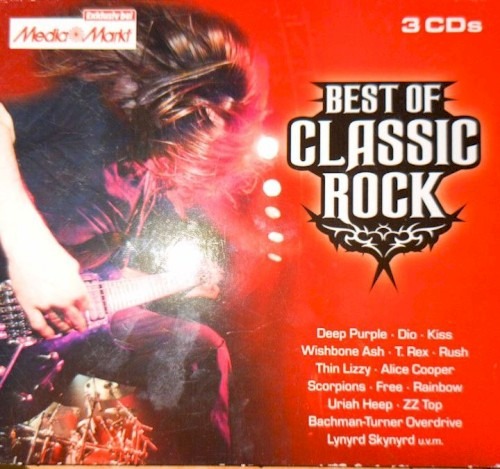 Exklusiv bei
Media Markt
3 CDs
BEST OF
CLASSIC
ROCK
Deep Purple · Dio · Kiss
Wishbone Ash · T. Rex · Rush
Thin Lizzy · Alice Cooper
Scorpions · Free · Rainbow
Uriah Heep · ZZ Top
Bachman-Turner Overdrive
Lynyrd Skynyrd u.v.m.